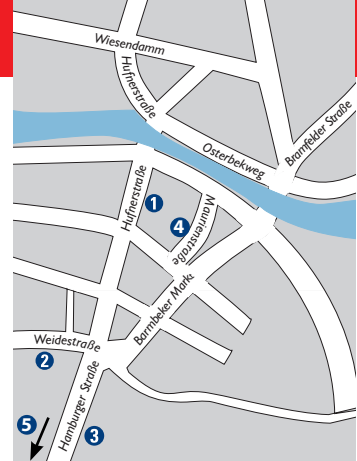 Wiesendamm
Hufnerstraße
Osterbekweg
Bramfelder Straße
Hufnerstraße
1
Maurienstraße
4
Barmbeker Markt
Weidestraße
2
Hamburger Straße
5
3